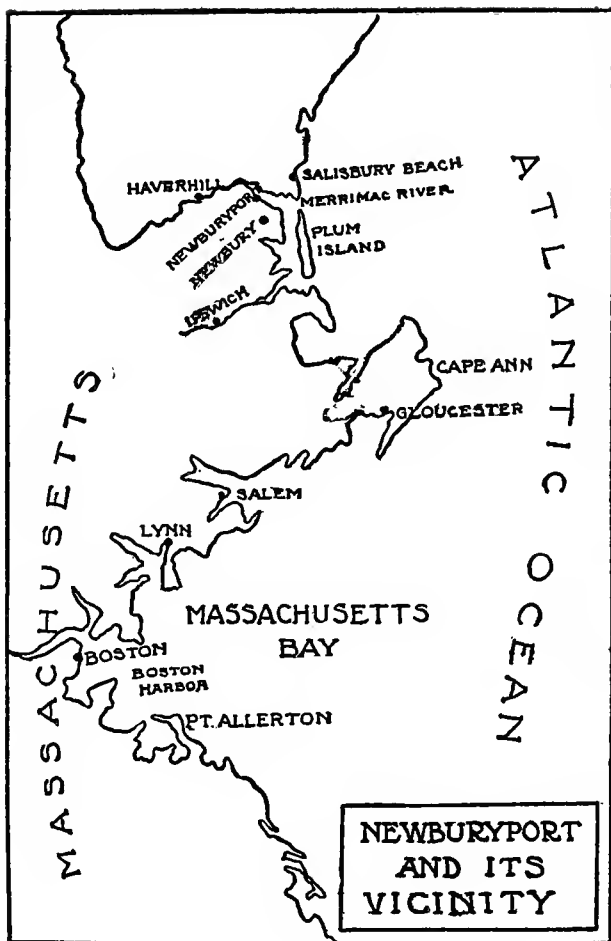 SALISBURY BEACH
HAVERHILL
MERRIMAC RIVER
NEWBURYPORT
NEWBURY
PLUM
ISLAND
IPSWICH
CAPE ANN
GLOUCESTER
SALEM
LYNN
MASSACHUSETTS
BAY
BOSTON
BOSTON
HARBOR
PT. ALLERTON
MASSACHUSETTS
ATLANTIC OCEAN
NEWBURYPORT
AND ITS
VICINITY